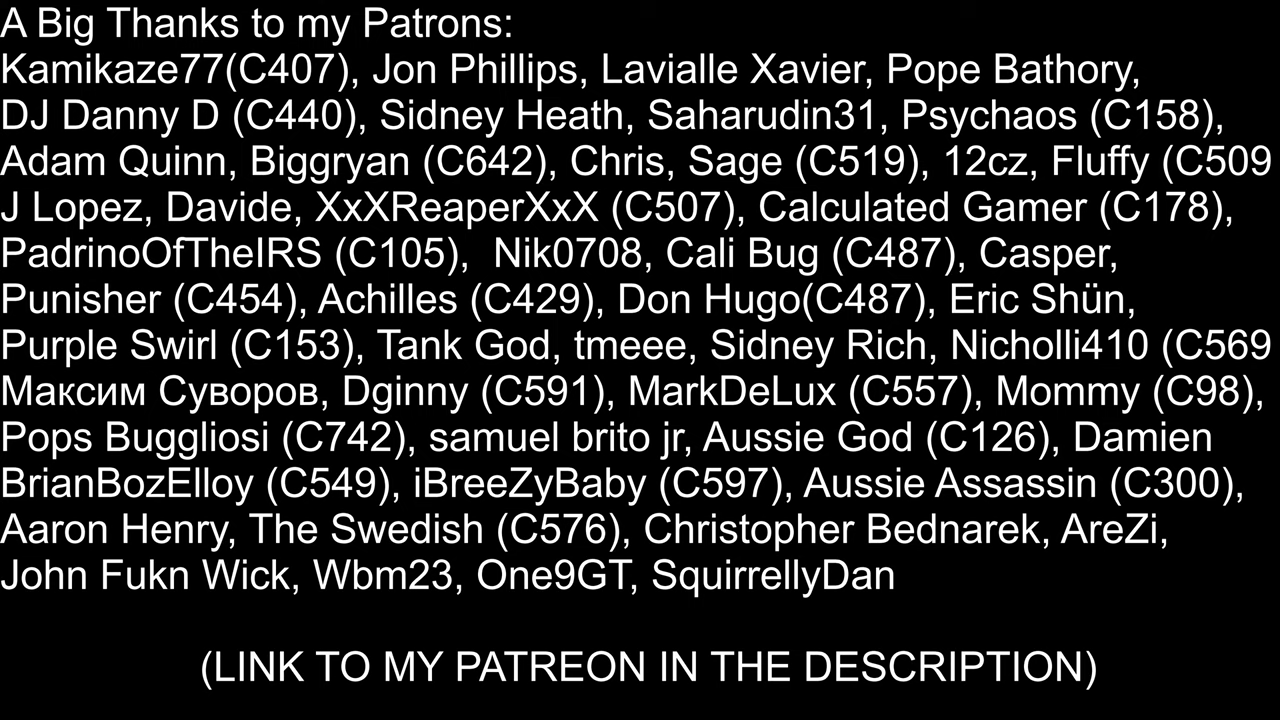 A Big Thanks to my Patrons:
Kamikaze77(C407), Jon Phillips, Lavialle Xavier, Pope Bathory,
DJ Danny D (C440), Sidney Heath, Saharudin31, Psychaos (C158),
Adam Quinn, Biggryan (C642), Chris, Sage (C519), 12cz, Fluffy (C509
J Lopez, Davide, XxXReaperXxX (C507), Calculated Gamer (C178),
PadrinoOfTheIRS (C105),  Nik0708, Cali Bug (C487), Casper,
Punisher (C454), Achilles (C429), Don Hugo(C487), Eric Shün,
Purple Swirl (C153), Tank God, tmeee, Sidney Rich, Nicholli410 (C569
Максим Суворов, Dginny (C591), MarkDeLux (C557), Mommy (C98),
Pops Buggliosi (C742), samuel brito jr, Aussie God (C126), Damien
BrianBozElloy (C549), iBreeZyBaby (C597), Aussie Assassin (C300),
Aaron Henry, The Swedish (C576), Christopher Bednarek, AreZi,
John Fukn Wick, Wbm23, One9GT, SquirrellyDan
(LINK TO MY PATREON IN THE DESCRIPTION)